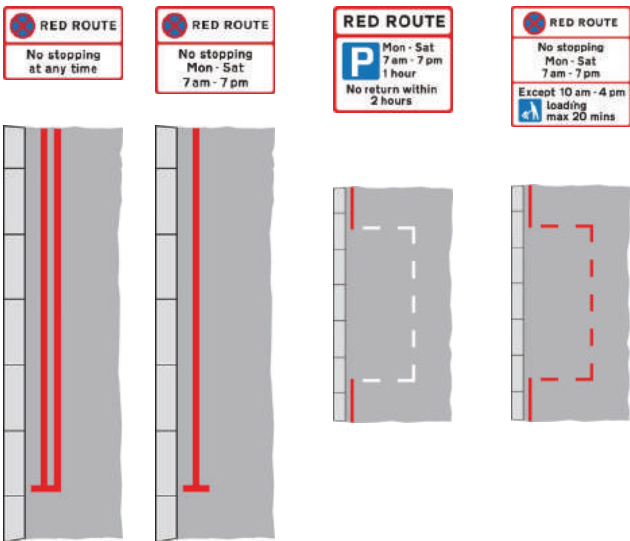 RED ROUTE
No stopping
at any time
RED ROUTE
No stopping
Mon - Sat
7 am - 7 pm
RED ROUTE
P
Mon - Sat
7 am - 7 pm
1 hour
No return within
2 hours
RED ROUTE
No stopping
Mon - Sat
7 am - 7 pm
Except 10 am - 4 pm
loading
max 20 mins